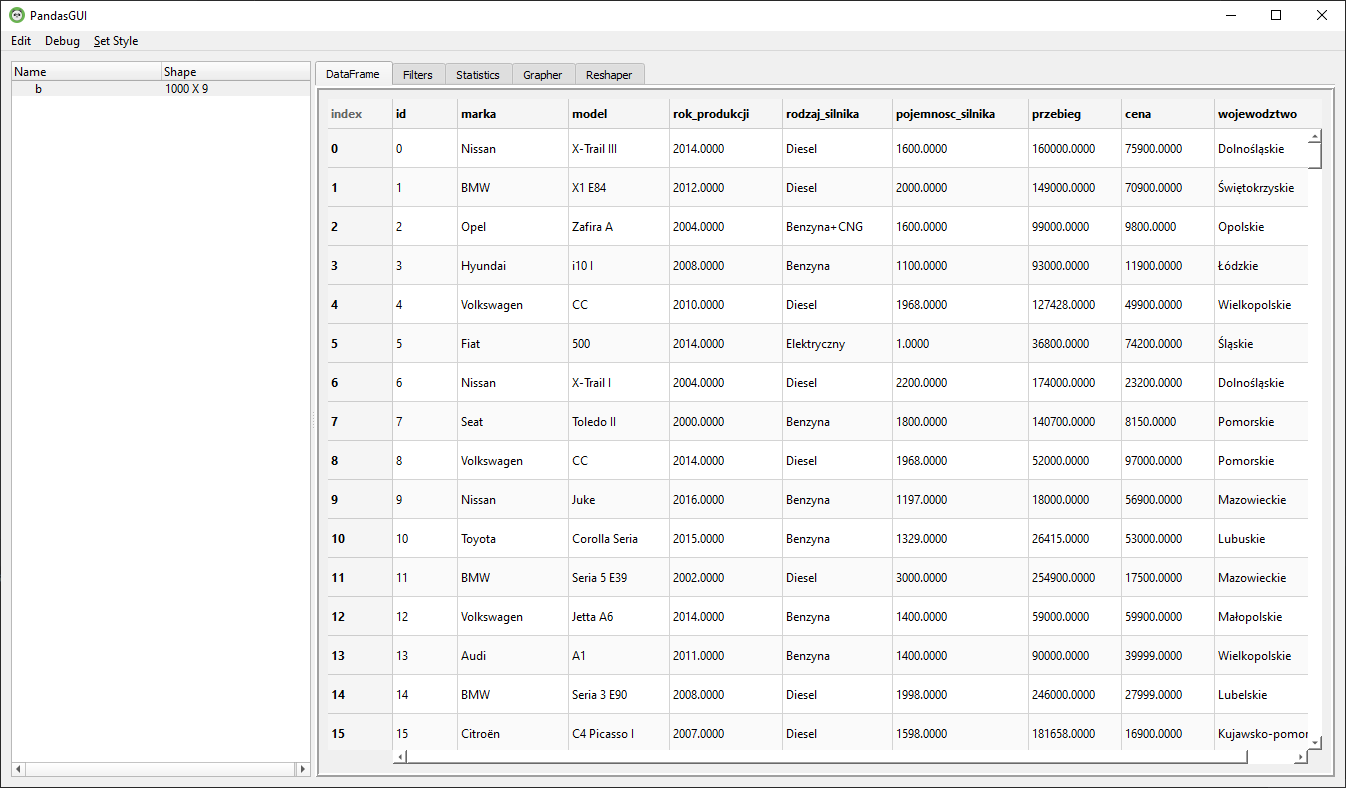 PandasGUI
Edit Debug Set Style
Name Shape
b 1000 X 9
DataFrame Filters Statistics Grapher Reshaper
index id marka model rok_produkcji rodzaj_silnika pojemnosc_silnika przebieg cena wojewodztwo
0 0 Nissan X-Trail III 2014.0000 Diesel 1600.0000 160000.0000 75900.0000 Dolnośląskie
1 1 BMW X1 E84 2012.0000 Diesel 2000.0000 149000.0000 70900.0000 Świętokrzyskie
2 2 Opel Zafira A 2004.0000 Benzyna+CNG 1600.0000 99000.0000 9800.0000 Opolskie
3 3 Hyundai i10 I 2008.0000 Benzyna 1100.0000 93000.0000 11900.0000 Łódzkie
4 4 Volkswagen CC 2010.0000 Diesel 1968.0000 127428.0000 49900.0000 Wielkopolskie
5 5 Fiat 500 2014.0000 Elektryczny 1.0000 36800.0000 74200.0000 Śląskie
6 6 Nissan X-Trail I 2004.0000 Diesel 2200.0000 174000.0000 23200.0000 Dolnośląskie
7 7 Seat Toledo II 2000.0000 Benzyna 1800.0000 140700.0000 8150.0000 Pomorskie
8 8 Volkswagen CC 2014.0000 Diesel 1968.0000 52000.0000 97000.0000 Pomorskie
9 9 Nissan Juke 2016.0000 Benzyna 1197.0000 18000.0000 56900.0000 Mazowieckie
10 10 Toyota Corolla Seria 2015.0000 Benzyna 1329.0000 26415.0000 53000.0000 Lubuskie
11 11 BMW Seria 5 E39 2002.0000 Diesel 3000.0000 254900.0000 17500.0000 Mazowieckie
12 12 Volkswagen Jetta A6 2014.0000 Benzyna 1400.0000 59000.0000 59900.0000 Małopolskie
13 13 Audi A1 2011.0000 Benzyna 1400.0000 90000.0000 39999.0000 Wielkopolskie
14 14 BMW Seria 3 E90 2008.0000 Diesel 1998.0000 246000.0000 27999.0000 Lubelskie
15 15 Citroën C4 Picasso I 2007.0000 Diesel 1598.0000 181658.0000 16900.0000 Kujawsko-pomor